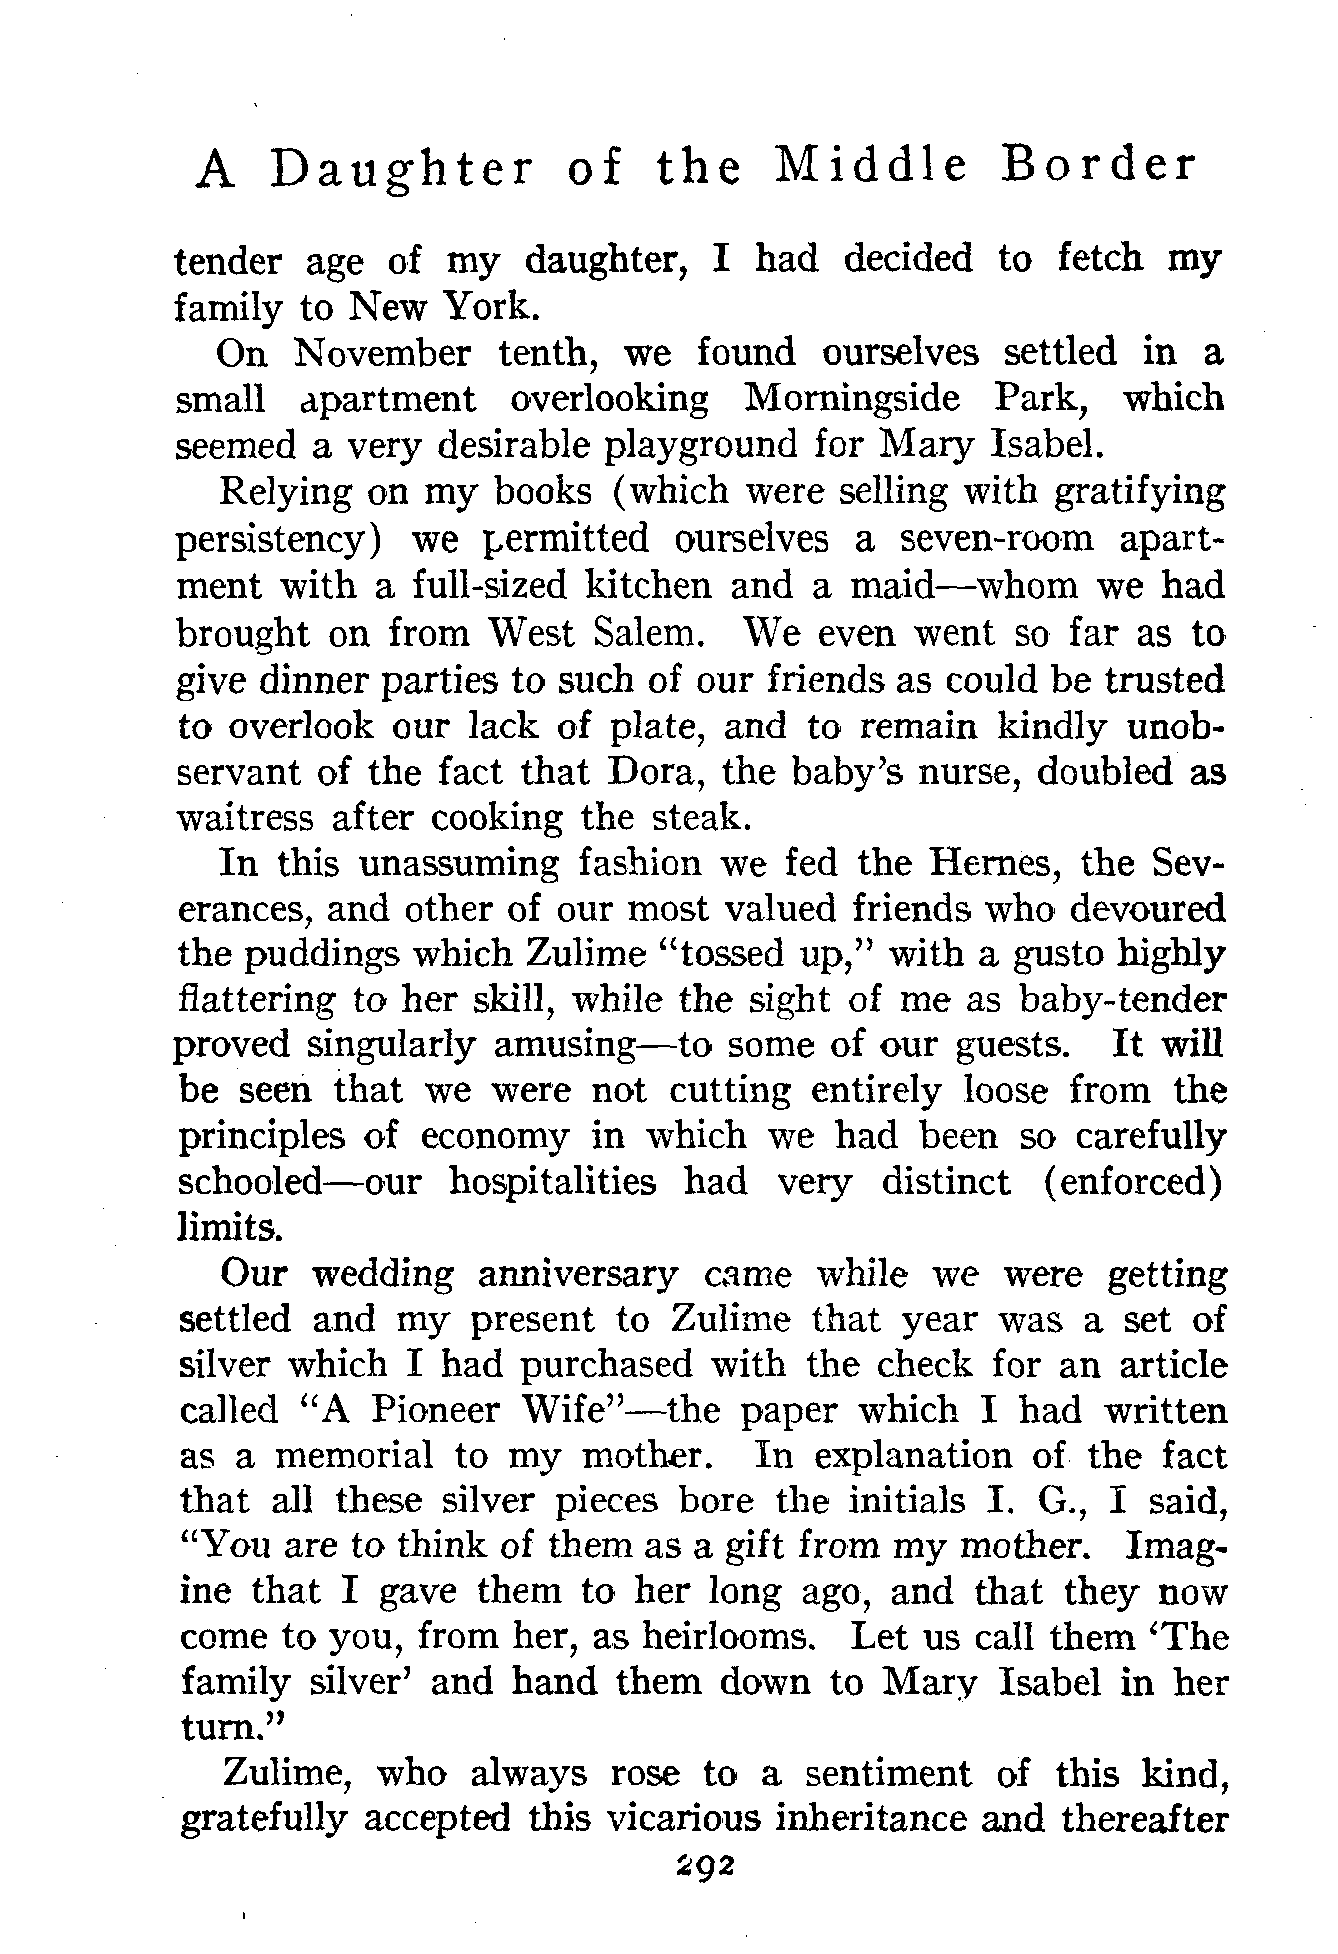 A Daughter of the Middle Border
tender age of my daughter, I had decided to fetch my
family to New York.
On November tenth, we found ourselves settled in a
small apartment overlooking Morningside Park, which
seemed a very desirable playground for Mary Isabel.
Relying on my books (which were selling with gratifying
persistency) we permitted ourselves a seven-room apart-
ment with a full-sized kitchen and a maid—whom we had
brought on from West Salem. We even went so far as to
give dinner parties to such of our friends as could be trusted
to overlook our lack of plate, and to remain kindly unob-
servant of the fact that Dora, the baby's nurse, doubled as
waitress after cooking the steak.
In this unassuming fashion we fed the Hernes, the Sev-
erances, and other of our most valued friends who devoured
the puddings which Zulime "tossed up," with a gusto highly
flattering to her skill, while the sight of me as baby-tender
proved singularly amusing—to some of our guests. It will
be seen that we were not cutting entirely loose from the
principles of economy in which we had been so carefully
schooled—our hospitalities had very distinct (enforced)
limits.
Our wedding anniversary came while we were getting
settled and my present to Zulime that year was a set of
silver which I had purchased with the check for an article
called "A Pioneer Wife"—the paper which I had written
as a memorial to my mother. In explanation of the fact
that all these silver pieces bore the initials I. G., I said,
"You are to think of them as a gift from my mother. Imag-
ine that I gave them to her long ago, and that they now
come to you, from her, as heirlooms. Let us call them 'The
family silver' and hand them down to Mary Isabel in her
turn."
Zulime, who always rose to a sentiment of this kind,
gratefully accepted this vicarious inheritance and thereafter
292